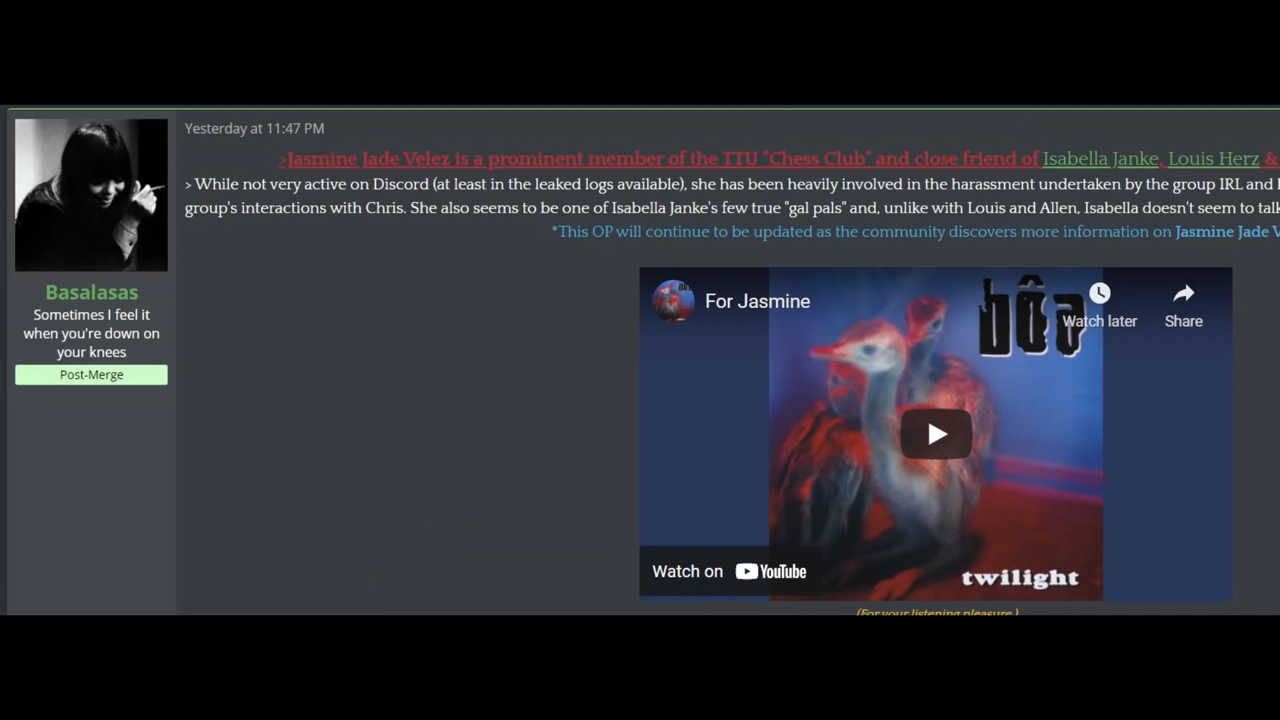 Yesterday at 11:47 PM
>Jasmine Jade Velez is a prominent member of the TTU "Chess Club" and close friend of Isabella Janke, Louis Herz &
> While not very active on Discord (at least in the leaked logs available), she has been heavily involved in the harassment undertaken by the group IRL and
group's interactions with Chris. She also seems to be one of Isabella Janke's few true "gal pals" and, unlike with Louis and Allen, Isabella doesn't seem to
*This OP will continue to be updated as the community discovers more information on Jasmine Jade
Basalasas
Sometimes I feel it
when you're down on
your knees
Post-Merge
For Jasmine
bôa
Watch later
Share
twilight
Watch on YouTube
(For your listening pleasure.)